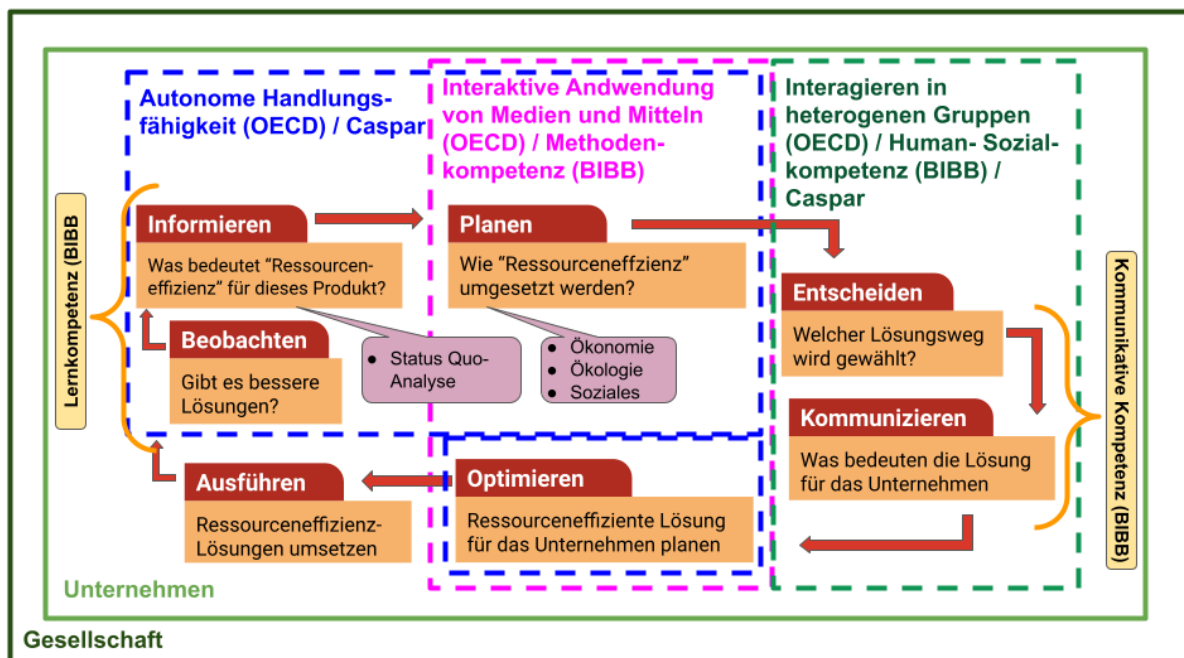 Autonome Handlungs-
fähigkeit (OECD) / Caspar
Interaktive Andwendung
von Medien und Mitteln
(OECD) / Methoden-
kompetenz (BIBB)
Interagieren in
heterogenen Gruppen
(OECD) / Human- Sozial-
kompetenz (BIBB) /
Caspar
Lernkompetenz (BIBB
Informieren
Was bedeutet “Ressourcen-
effizienz” für dieses Produkt?
Planen
Wie “Ressourceneffzienz”
umgesetzt werden?
Entscheiden
Welcher Lösungsweg
wird gewählt?
Beobachten
Gibt es bessere
Lösungen?
● Status Quo-
Analyse
● Ökonomie
● Ökologie
● Soziales
Kommunizieren
Was bedeuten die Lösung
für das Unternehmen
Kommunikative Kompetenz (BIBB)
Ausführen
Ressourceneffizienz-
Lösungen umsetzen
Optimieren
Ressourceneffiziente Lösung
für das Unternehmen planen
Unternehmen
Gesellschaft